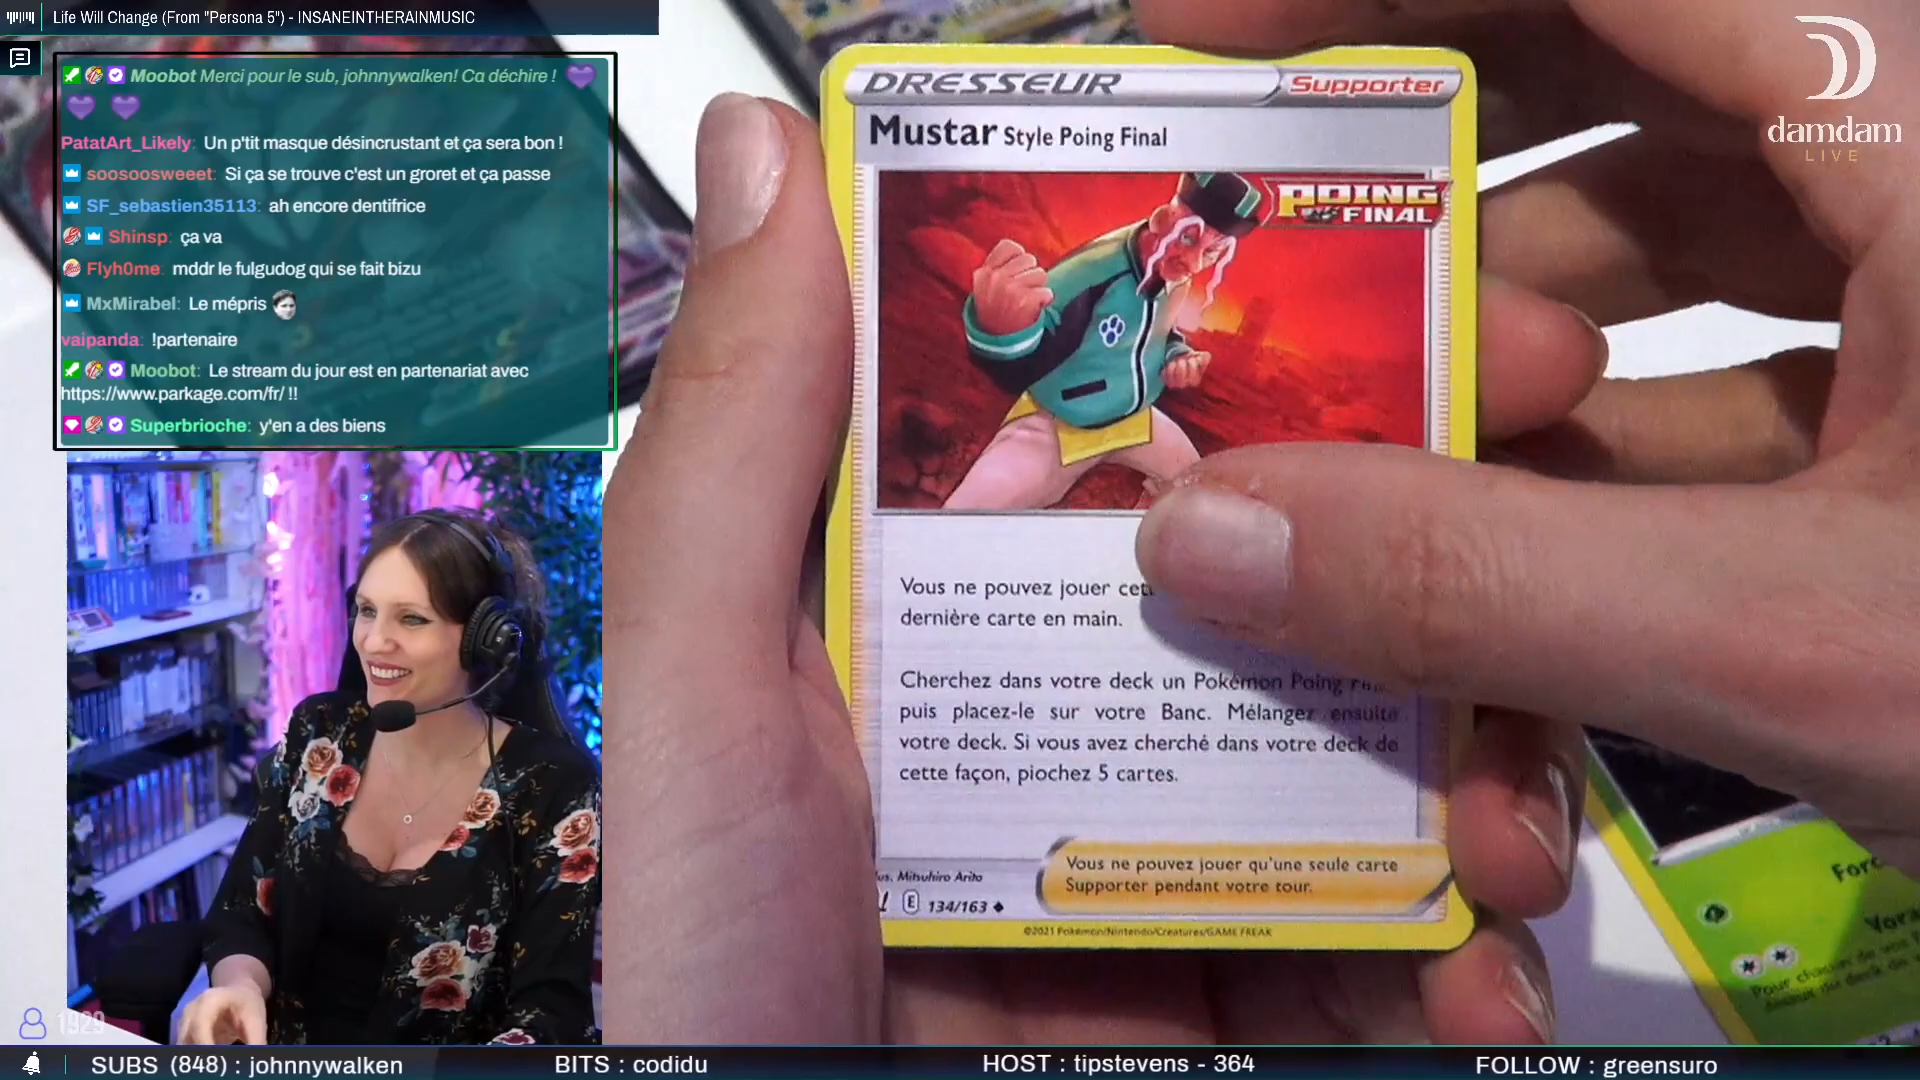 Life Will Change (From "Persona 5") - INSANEINTHERAINMUSIC
Moobot Merci pour le sub, johnnywalken! Ca déchire !
PatatArt_Likely: Un p'tit masque désincrustant et ça sera bon !
soosoosweeet: Si ça se trouve c'est un groret et ça passe
SF_sebastien35113: ah encore dentifrice
Shinsp: ça va
Flyh0me: mddr le fulgudog qui se fait bizu
MxMirabel: Le mépris
vaipanda: !partenaire
Moobot: Le stream du jour est en partenariat avec
https://www.parkage.com/fr/ !!
Superbrioche: y'en a des biens
DRESSEUR
Supporter
Mustar Style Poing Final
POING
FINAL
Vous ne pouvez jouer
dernière carte en main.
Cherchez dans votre deck un Pokémon Poing
puis placez-le sur votre Banc. Mélangez ensuite
votre deck. Si vous avez cherché dans votre deck de
cette façon, piochez 5 cartes.
Vous ne pouvez jouer qu'une seule carte
Supporter pendant votre tour.
Mitsuhiro Arita
E 134/163
©2021 Pokémon/Nintendo/Creatures/GAME FREAK
damdam
LIVE
1929
SUBS (848) : johnnywalken
BITS : codidu
HOST : tipstevens - 364
FOLLOW : greensuro